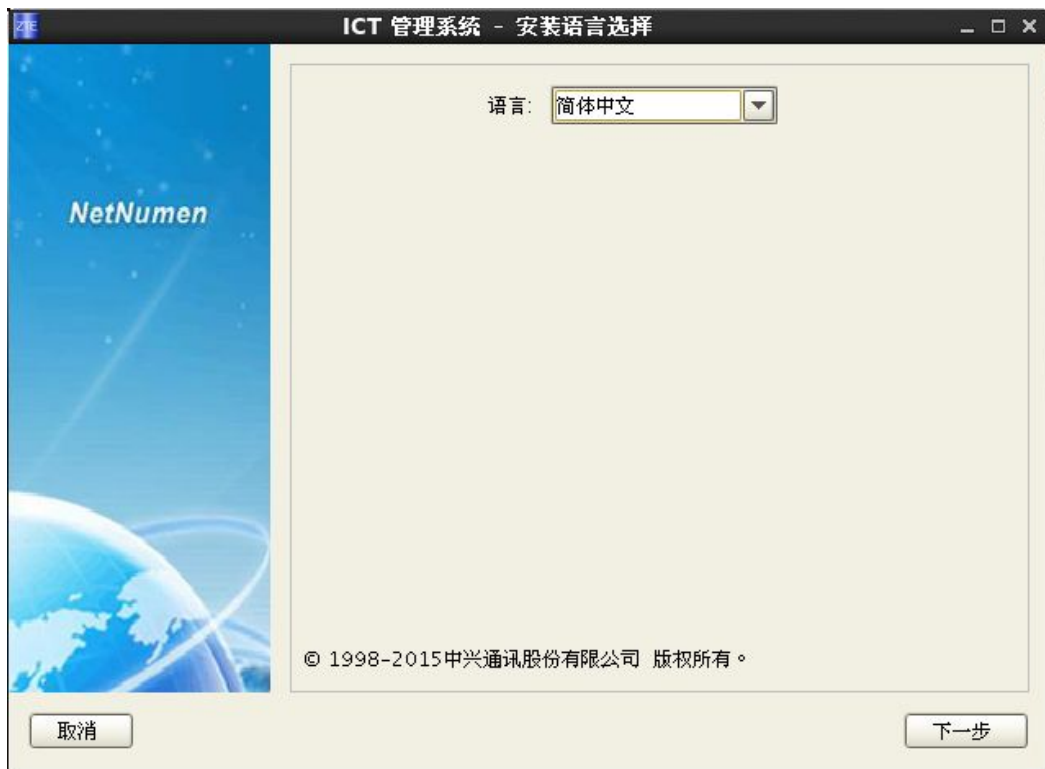 ZTE
ICT 管理系统 - 安装语言选择
语言: 简体中文
NetNumen
© 1998-2015中兴通讯股份有限公司 版权所有。
取消
下一步